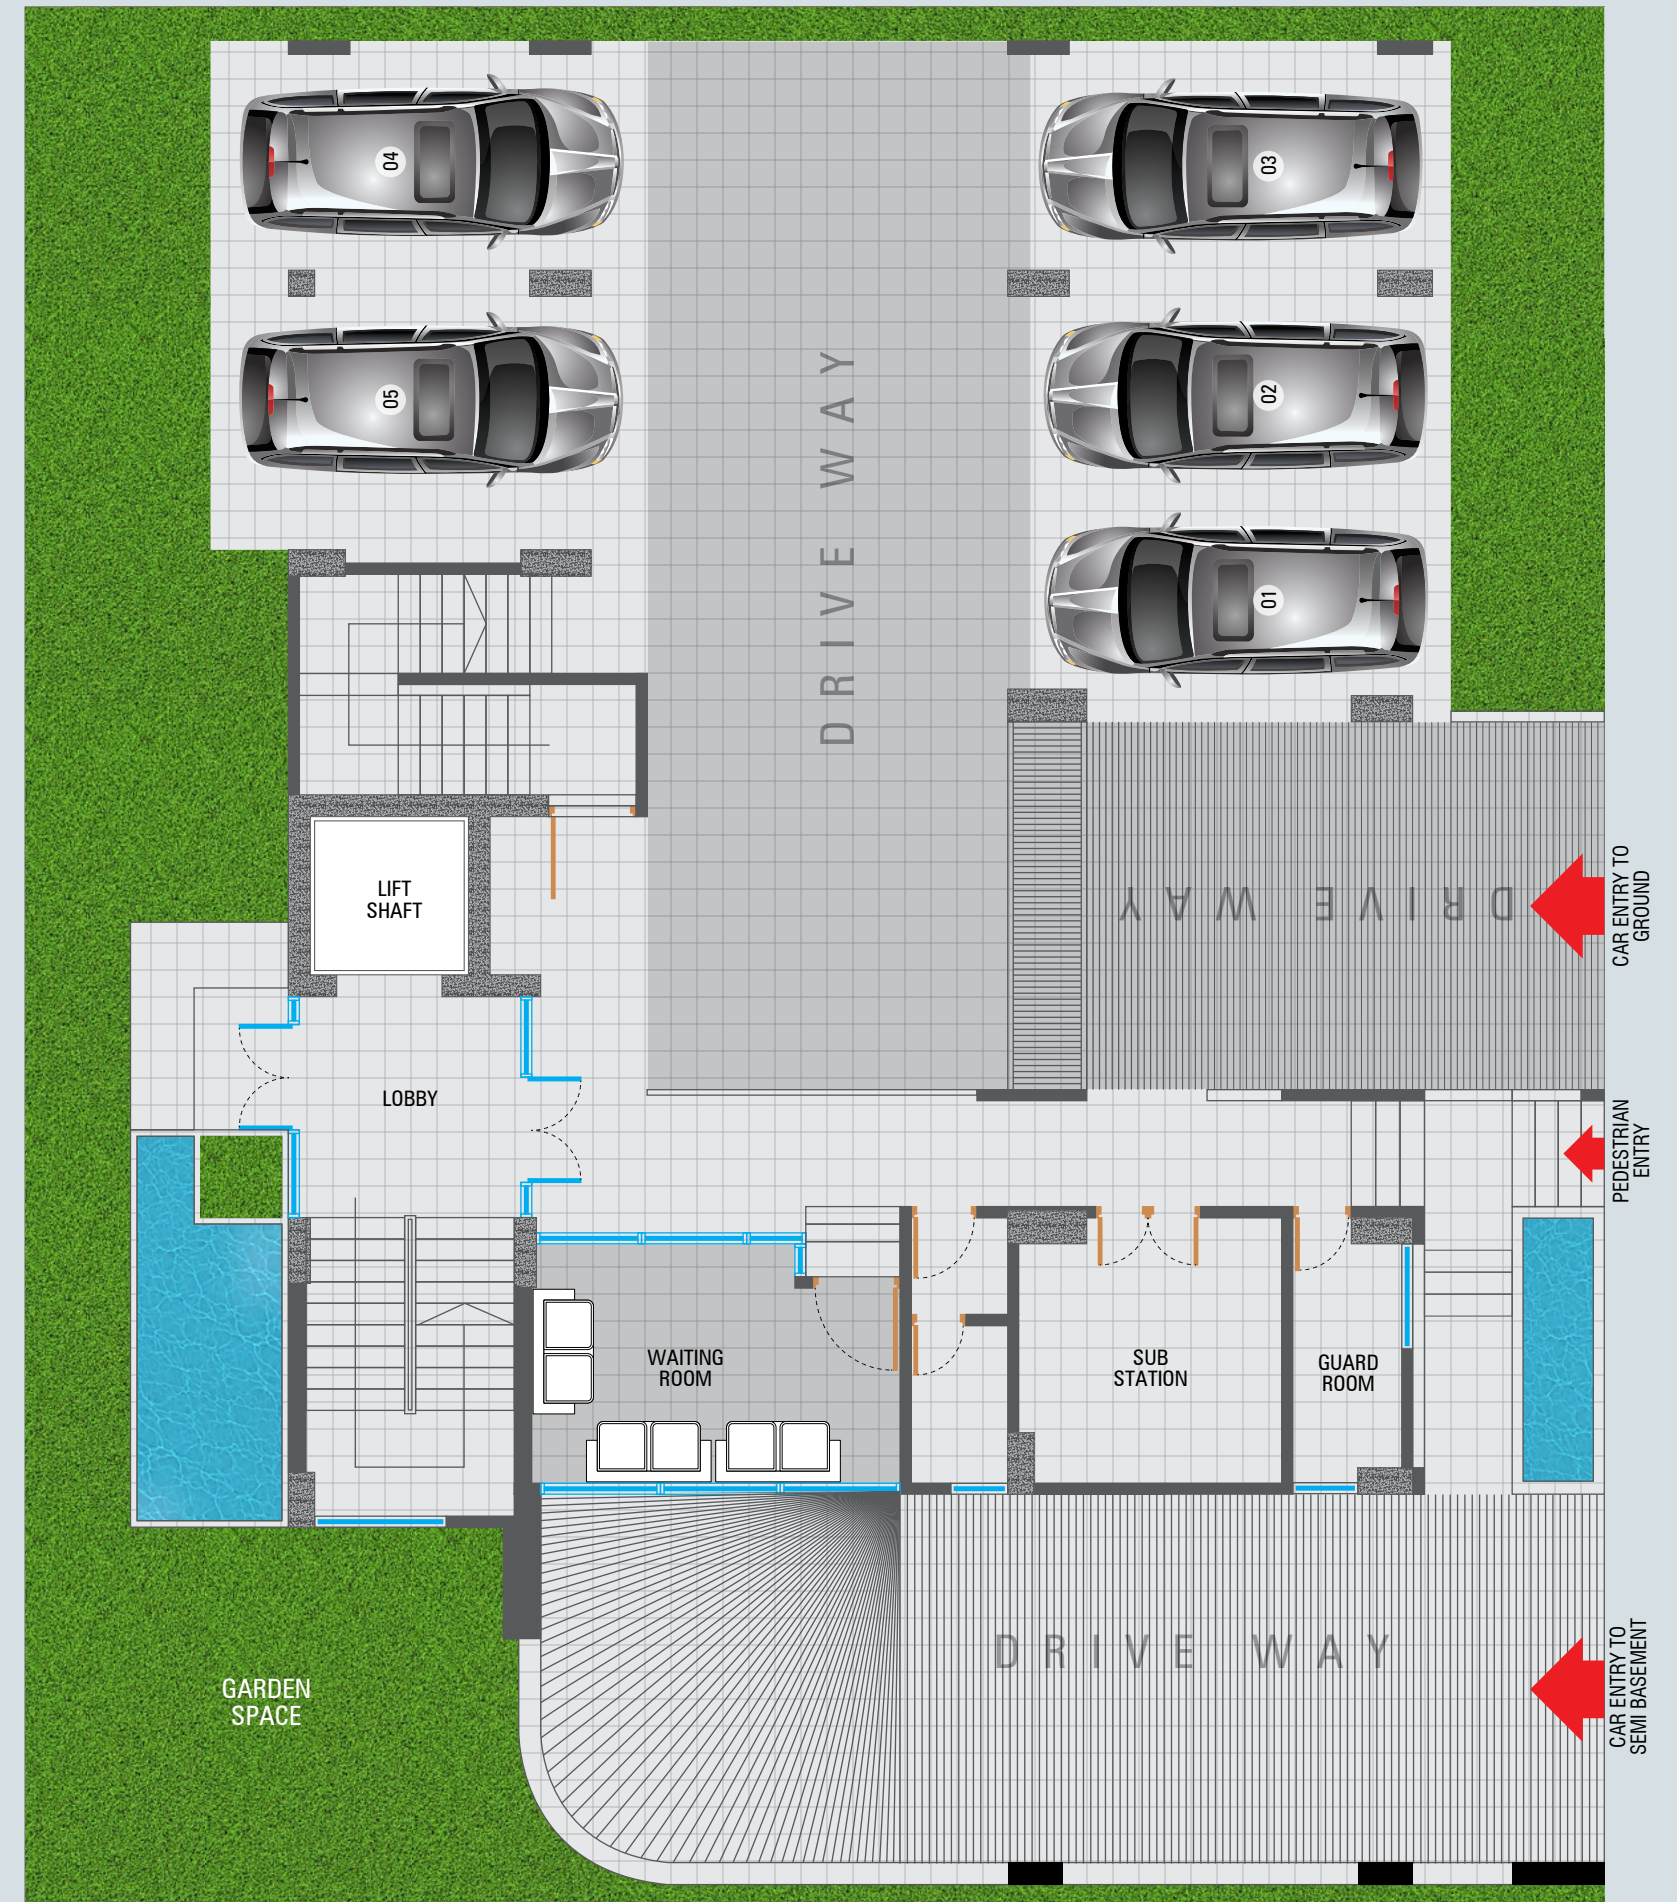 04
03
05
02
01
DRIVE WAY
LIFT
SHAFT
DRIVE WAY
CAR ENTRY TO
GROUND
LOBBY
PEDESTRIAN
ENTRY
WAITING
ROOM
SUB
STATION
GUARD
ROOM
DRIVE WAY
GARDEN
SPACE
CAR ENTRY TO
SEMI BASEMENT